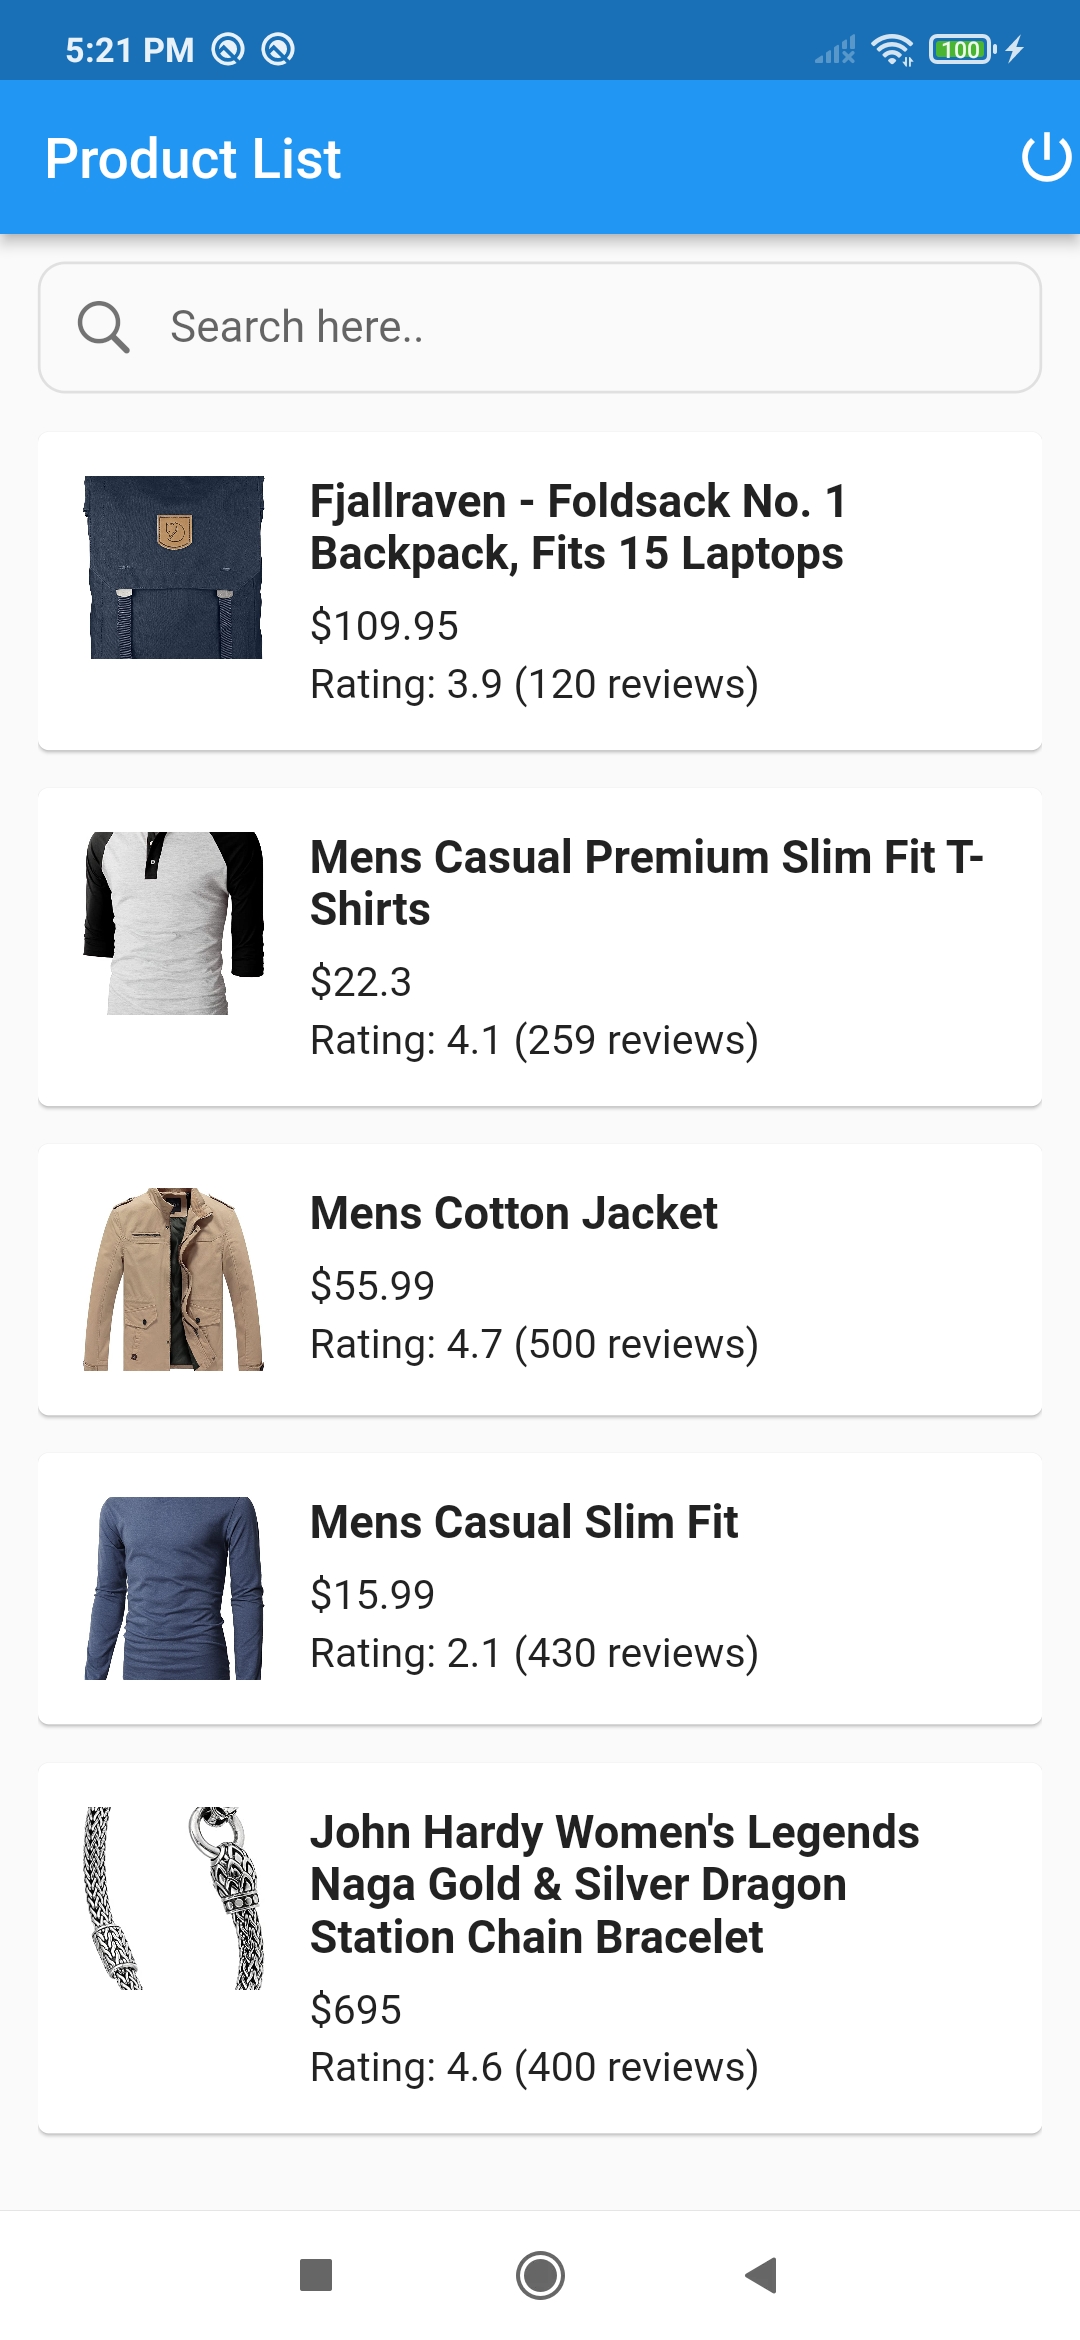 5:21 PM
100
Product List
Search here..
Fjallraven - Foldsack No. 1
Backpack, Fits 15 Laptops
$109.95
Rating: 3.9 (120 reviews)
Mens Casual Premium Slim Fit T-
Shirts
$22.3
Rating: 4.1 (259 reviews)
Mens Cotton Jacket
$55.99
Rating: 4.7 (500 reviews)
Mens Casual Slim Fit
$15.99
Rating: 2.1 (430 reviews)
John Hardy Women's Legends
Naga Gold & Silver Dragon
Station Chain Bracelet
$695
Rating: 4.6 (400 reviews)